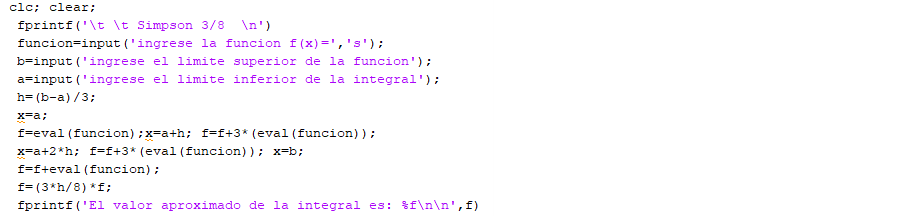 clc; clear;
fprintf('\t \t Simpson 3/8  \n')
funcion=input('ingrese la funcion f(x)=','s');
b=input('ingrese el limite superior de la funcion');
a=input('ingrese el limite inferior de la integral');
h=(b-a)/3;
x=a;
f=eval(funcion);x=a+h; f=f+3*(eval(funcion));
x=a+2*h; f=f+3*(eval(funcion)); x=b;
f=f+eval(funcion);
f=(3*h/8)*f;
fprintf('El valor aproximado de la integral es: %f\n\n',f)